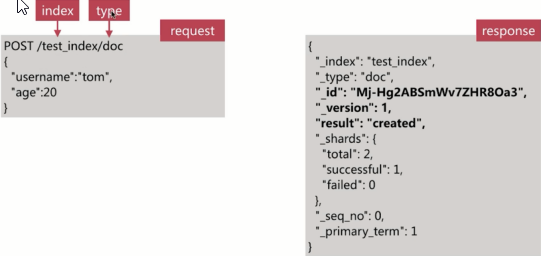 index type
request
POST /test_index/doc
{
"username":"tom",
"age":20
}
response
{
"_index": "test_index",
"_type": "doc",
"_id": "Mj-Hg2ABSmWv7ZHR8Oa3",
"_version": 1,
"result": "created",
"_shards": {
"total": 2,
"successful": 1,
"failed": 0
},
"_seq_no": 0,
"_primary_term": 1
}